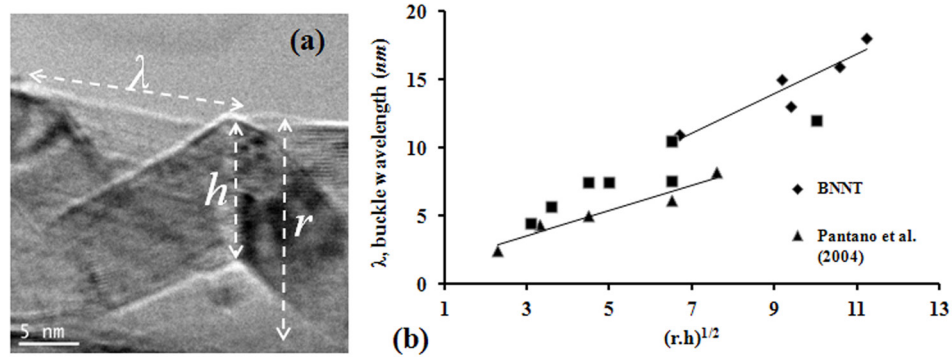 (a)
λ
h
r
5 nm
(b)
λ, buckle wavelength (nm)
20
15
10
5
0
1
3
5
7
9
11
13
(r.h)1/2
BNNT
Pantano et al.
(2004)